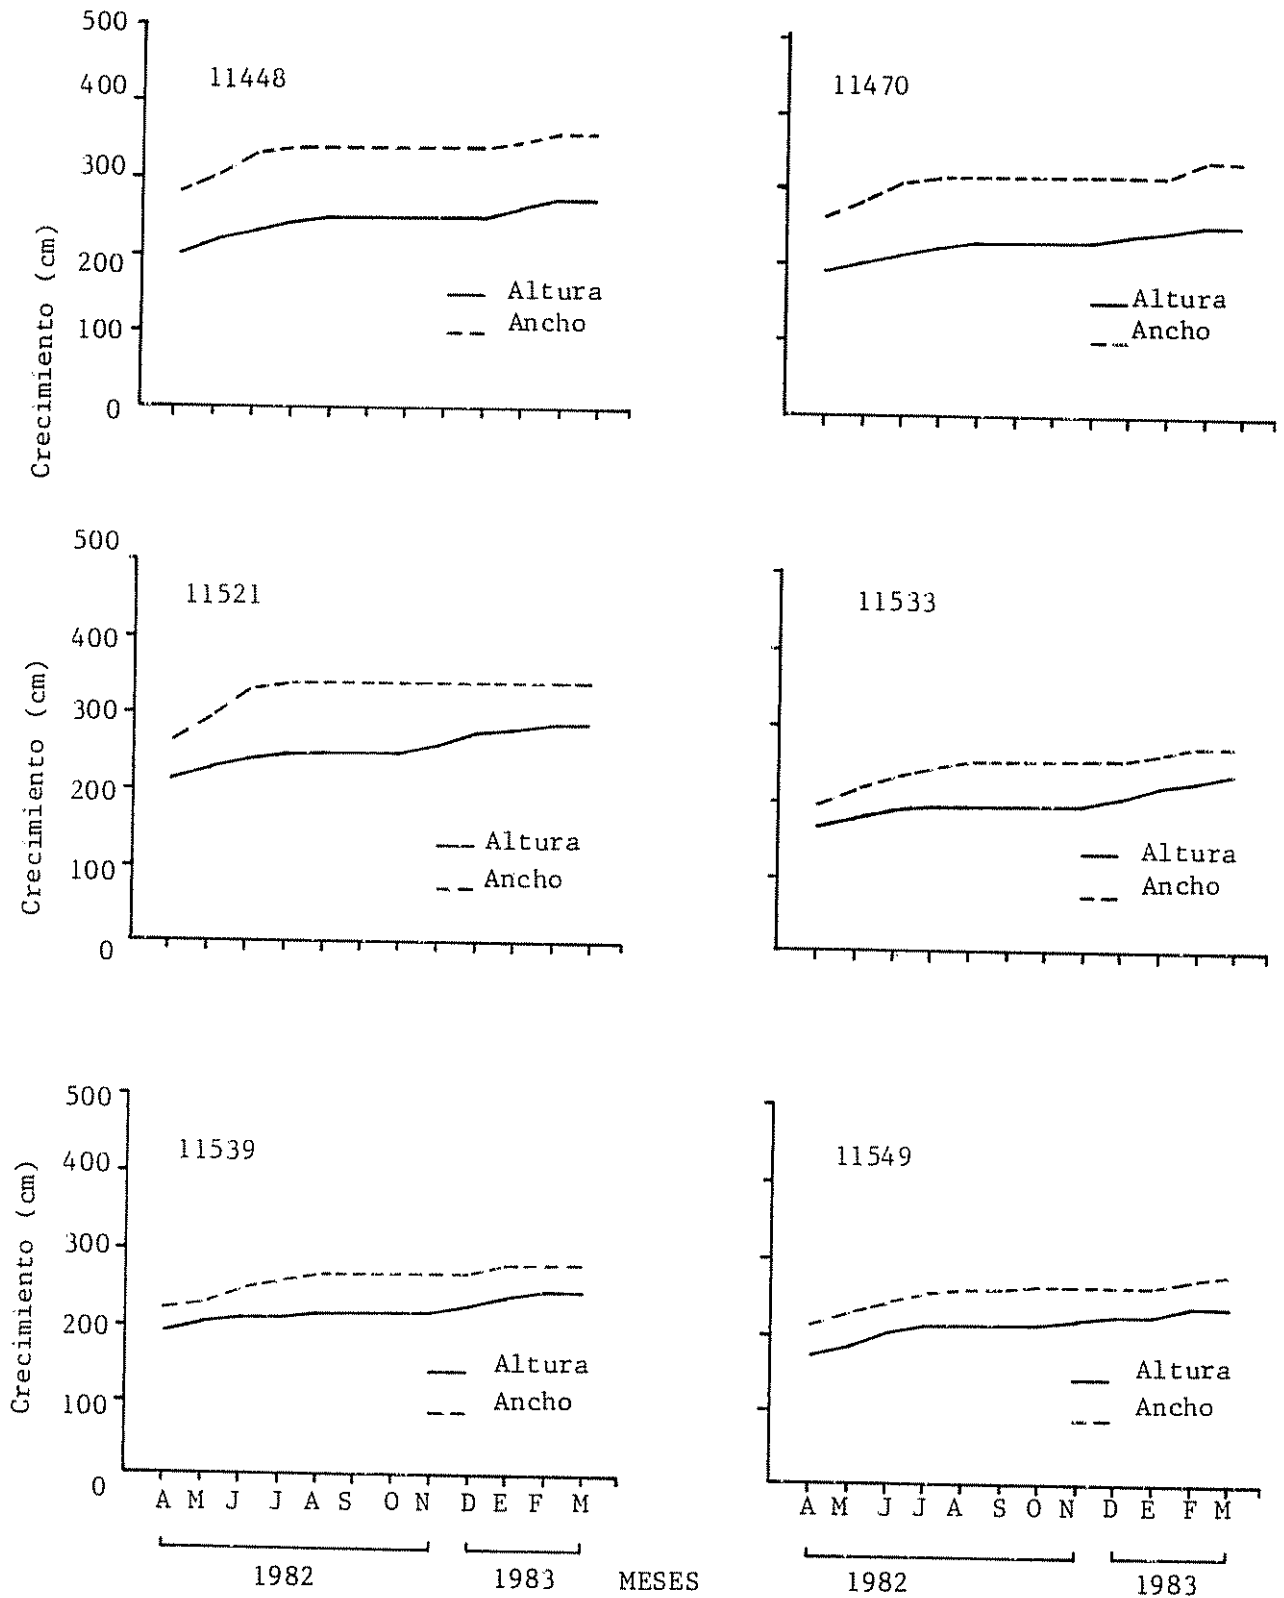 500
400
300
200
100
0
Crecimiento (cm)
11448
Altura
Ancho
11470
Altura
Ancho
500
400
300
200
100
0
Crecimiento (cm)
11521
Altura
Ancho
11533
Altura
Ancho
500
400
300
200
100
0
Crecimiento (cm)
11539
Altura
Ancho
A M J J A S O N D E F M
1982 1983
11549
Altura
Ancho
A M J J A S O N D E F M
1982 1983
MESES